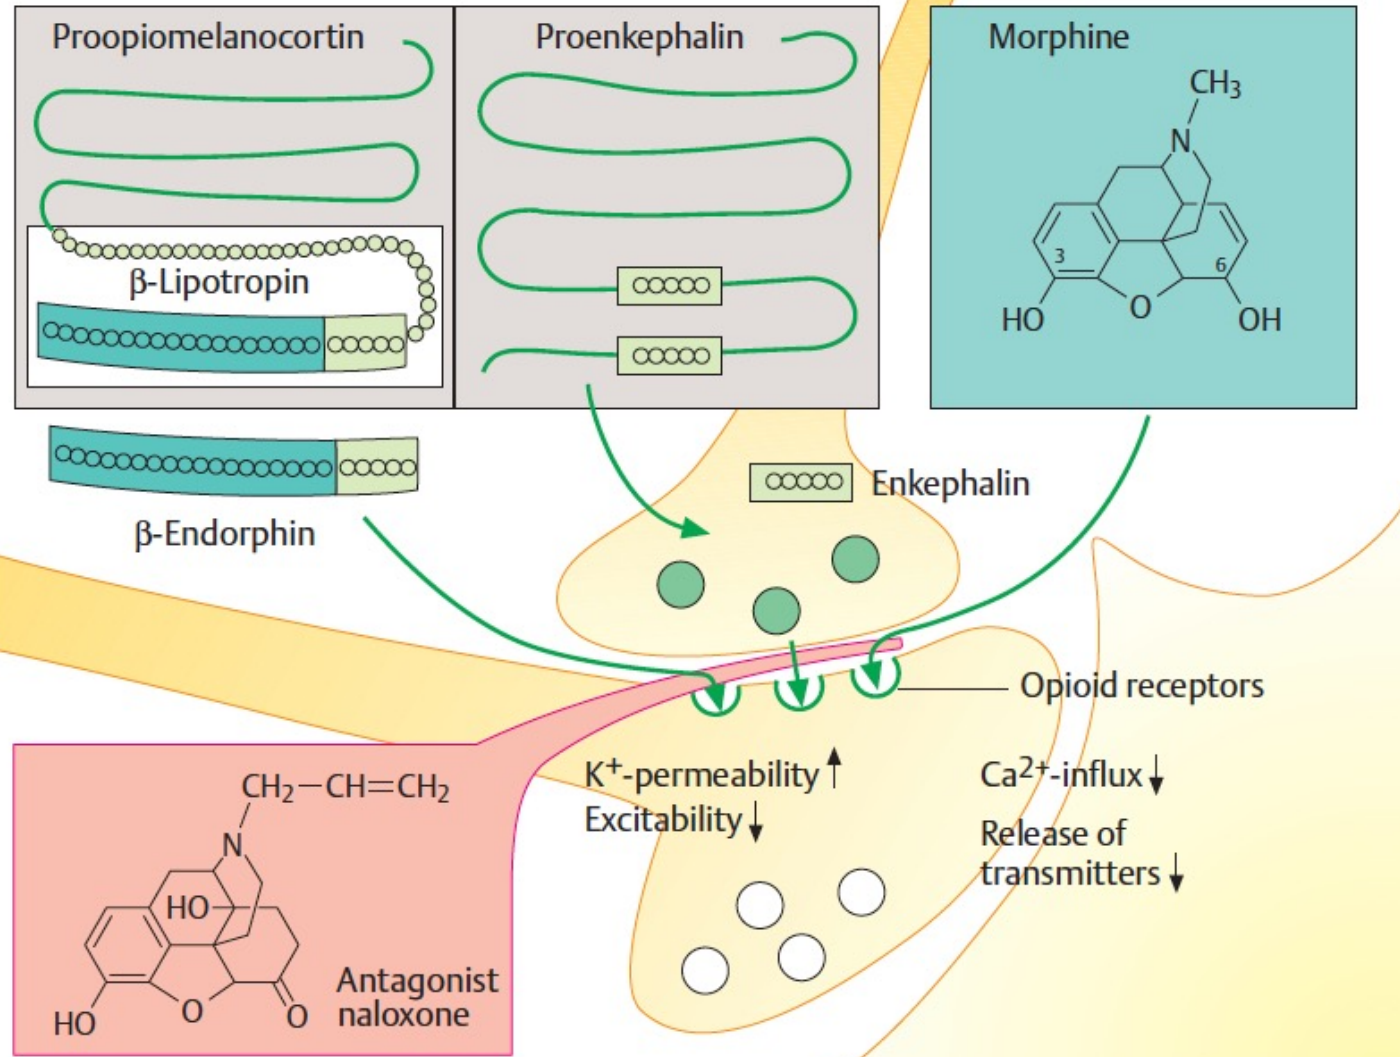 Proopiomelanocortin
Proenkephalin
Morphine
CH3
N
3
6
HO
O
OH
β-Lipotropin
β-Endorphin
Enkephalin
Opioid receptors
K+-permeability ↑
Excitability ↓
Ca2+-influx ↓
Release of
transmitters ↓
CH2—CH=CH2
N
HO
HO
O
O
Antagonist
naloxone